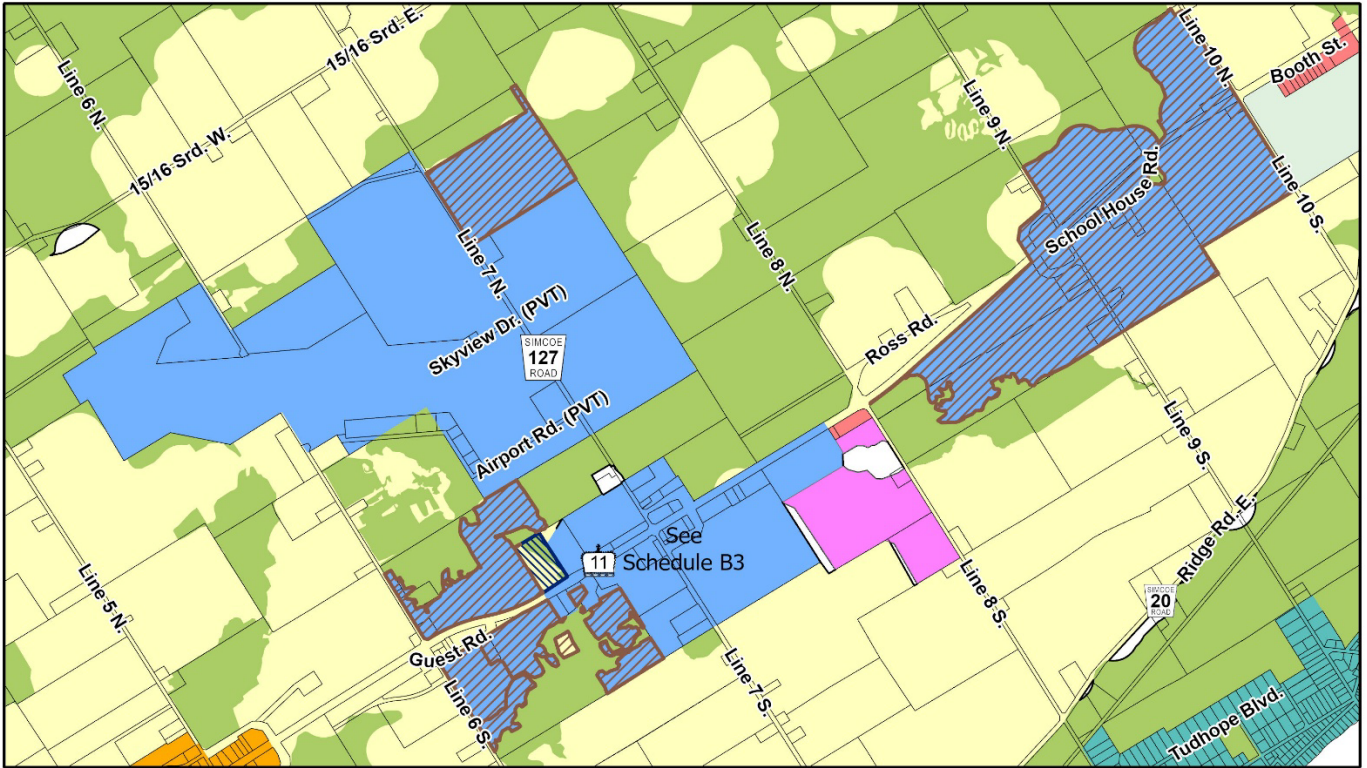 15/16 Srd. E.
Line 6 N.
15/16 Srd. W.
Line 10 N.
Booth St.
Line 9 N.
School House Rd.
Line 10 S.
Line 7 N.
Line 8 N.
Skyview Dr. (PVT)
SIMCOE
127
ROAD
Ross Rd.
Airport Rd. (PVT)
Line 9 S.
See
Schedule B3
11
Ridge Rd. E.
Line 5 N.
Line 8 S.
SIMCOE
20
ROAD
Guest Rd.
Line 6 S.
Line 7 S.
Tudhope Blvd.